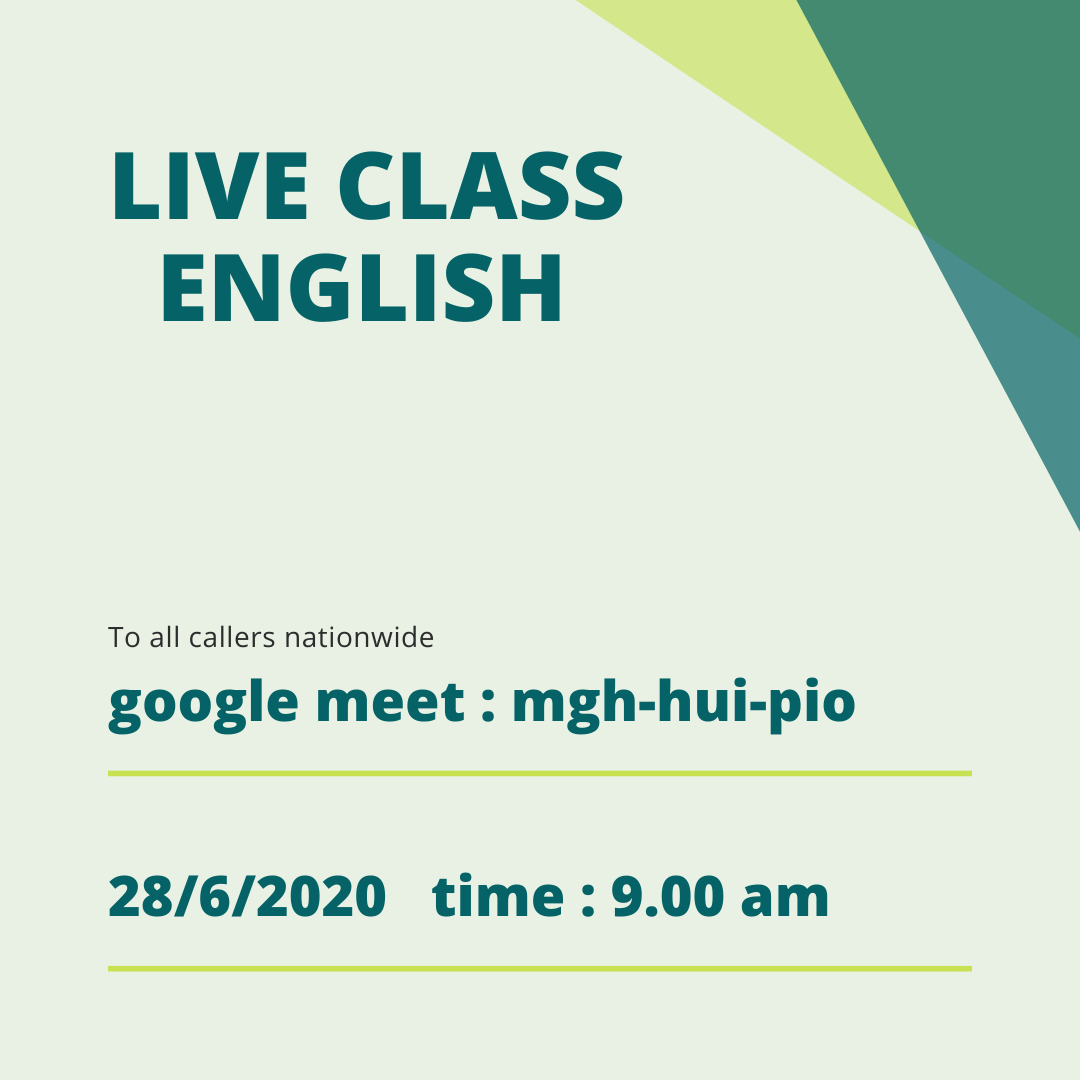 LIVE CLASS
ENGLISH
To all callers nationwide
google meet : mgh-hui-pio
28/6/2020 time : 9.00 am